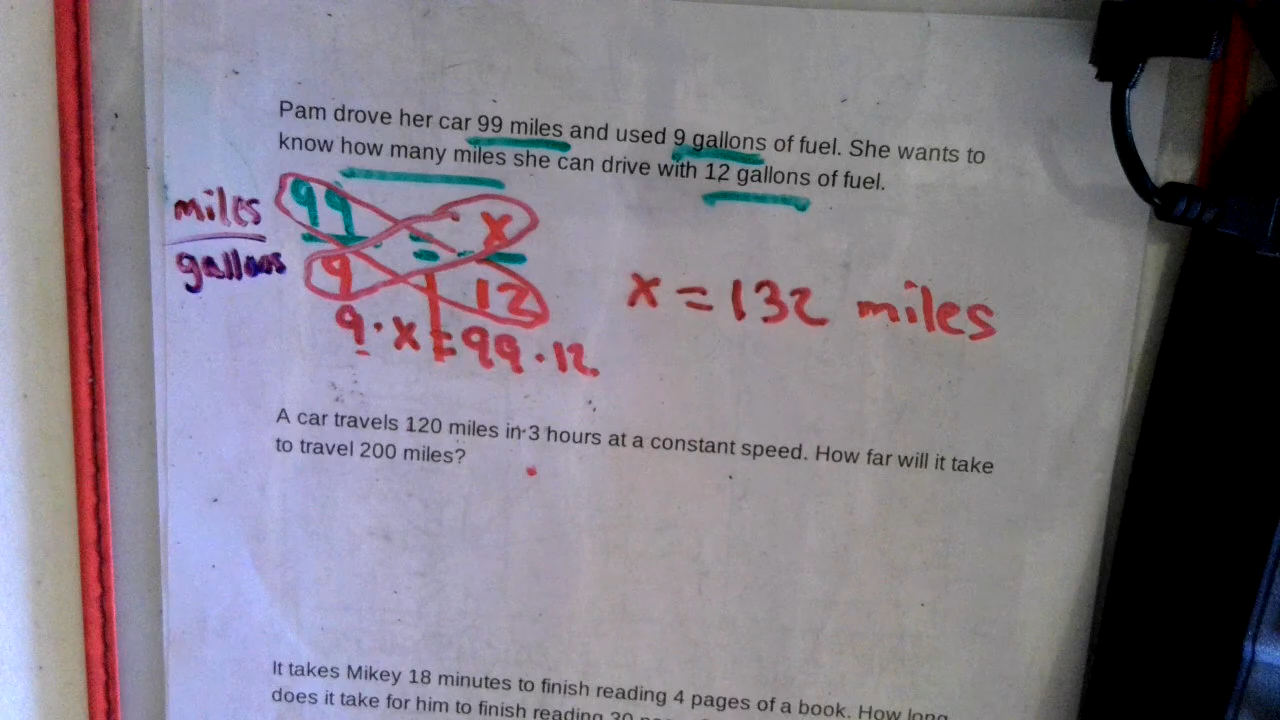 Pam drove her car 99 miles and used 9 gallons of fuel. She wants to
know how many miles she can drive with 12 gallons of fuel.
miles 99 = x
gallons 9 12
9 · x = 99 · 12
x = 132 miles
A car travels 120 miles in 3 hours at a constant speed. How far will it take
to travel 200 miles?
It takes Mikey 18 minutes to finish reading 4 pages of a book. How long
does it take for him to finish reading